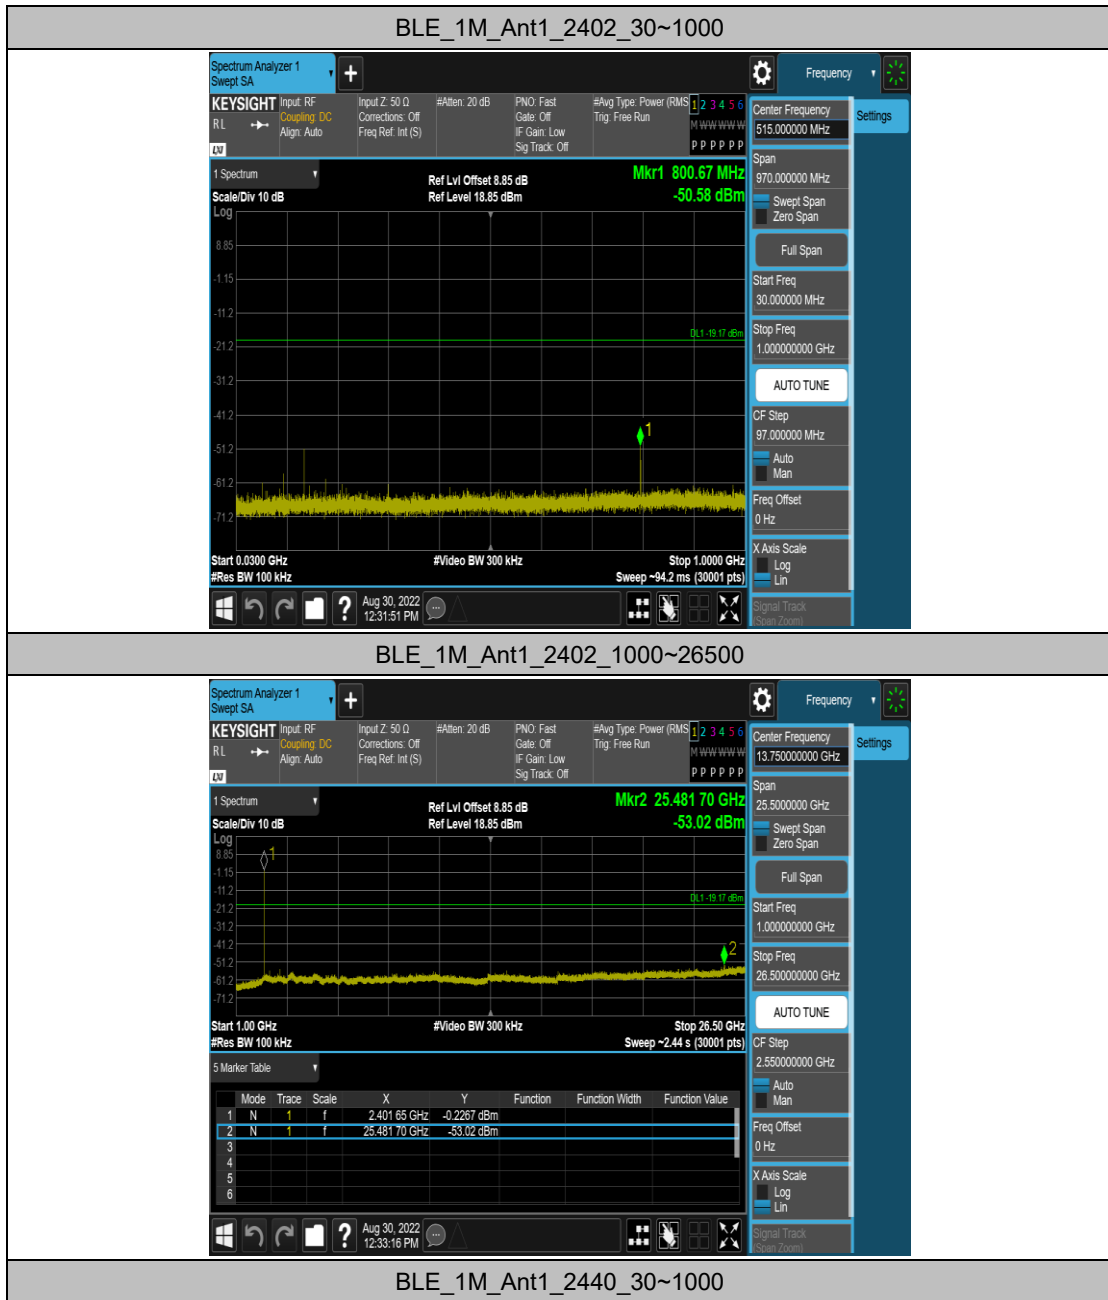 BLE_1M_Ant1_2402_30~1000
Spectrum Analyzer 1
Swept SA
+
Frequency
KEYSIGHT
RL
LXI
Input: RF
Coupling: DC
Align: Auto
Input Z: 50 Ω
Corrections: Off
Freq Ref: Int (S)
#Atten: 20 dB
PNO: Fast
Gate: Off
IF Gain: Low
Sig Track: Off
#Avg Type: Power (RMS
Trig: Free Run
1 2 3 4 5 6
M W W W W W
P P P P P P
Center Frequency
515.000000 MHz
Settings
1 Spectrum
Scale/Div 10 dB
Ref Lvl Offset 8.85 dB
Ref Level 18.85 dBm
Mkr1 800.67 MHz
-50.58 dBm
Log
8.85
-1.15
-11.2
-21.2
-31.2
-41.2
-51.2
-61.2
-71.2
DL1 -19.17 dBm
1
Start 0.0300 GHz
#Res BW 100 kHz
#Video BW 300 kHz
Stop 1.0000 GHz
Sweep ~94.2 ms (30001 pts)
Span
970.000000 MHz
Swept Span
Zero Span
Full Span
Start Freq
30.000000 MHz
Stop Freq
1.000000000 GHz
AUTO TUNE
CF Step
97.000000 MHz
Auto
Man
Freq Offset
0 Hz
X Axis Scale
Log
Lin
Signal Track
(Span Zoom)
?
Aug 30, 2022
12:31:51 PM
BLE_1M_Ant1_2402_1000~26500
Spectrum Analyzer 1
Swept SA
+
Frequency
KEYSIGHT
RL
LXI
Input: RF
Coupling: DC
Align: Auto
Input Z: 50 Ω
Corrections: Off
Freq Ref: Int (S)
#Atten: 20 dB
PNO: Fast
Gate: Off
IF Gain: Low
Sig Track: Off
#Avg Type: Power (RMS
Trig: Free Run
1 2 3 4 5 6
M W W W W W
P P P P P P
Center Frequency
13.750000000 GHz
Settings
1 Spectrum
Scale/Div 10 dB
Ref Lvl Offset 8.85 dB
Ref Level 18.85 dBm
Mkr2 25.481 70 GHz
-53.02 dBm
Log
8.85
-1.15
-11.2
-21.2
-31.2
-41.2
-51.2
-61.2
-71.2
1
DL1 -19.17 dBm
2
Start 1.00 GHz
#Res BW 100 kHz
#Video BW 300 kHz
Stop 26.50 GHz
Sweep ~2.44 s (30001 pts)
5 Marker Table
Mode Trace Scale X Y Function Function Width Function Value
1 N 1 f 2.401 65 GHz -0.2267 dBm
2 N 1 f 25.481 70 GHz -53.02 dBm
3
4
5
6
Span
25.5000000 GHz
Swept Span
Zero Span
Full Span
Start Freq
1.000000000 GHz
Stop Freq
26.500000000 GHz
AUTO TUNE
CF Step
2.550000000 GHz
Auto
Man
Freq Offset
0 Hz
X Axis Scale
Log
Lin
Signal Track
(Span Zoom)
?
Aug 30, 2022
12:33:16 PM
BLE_1M_Ant1_2440_30~1000